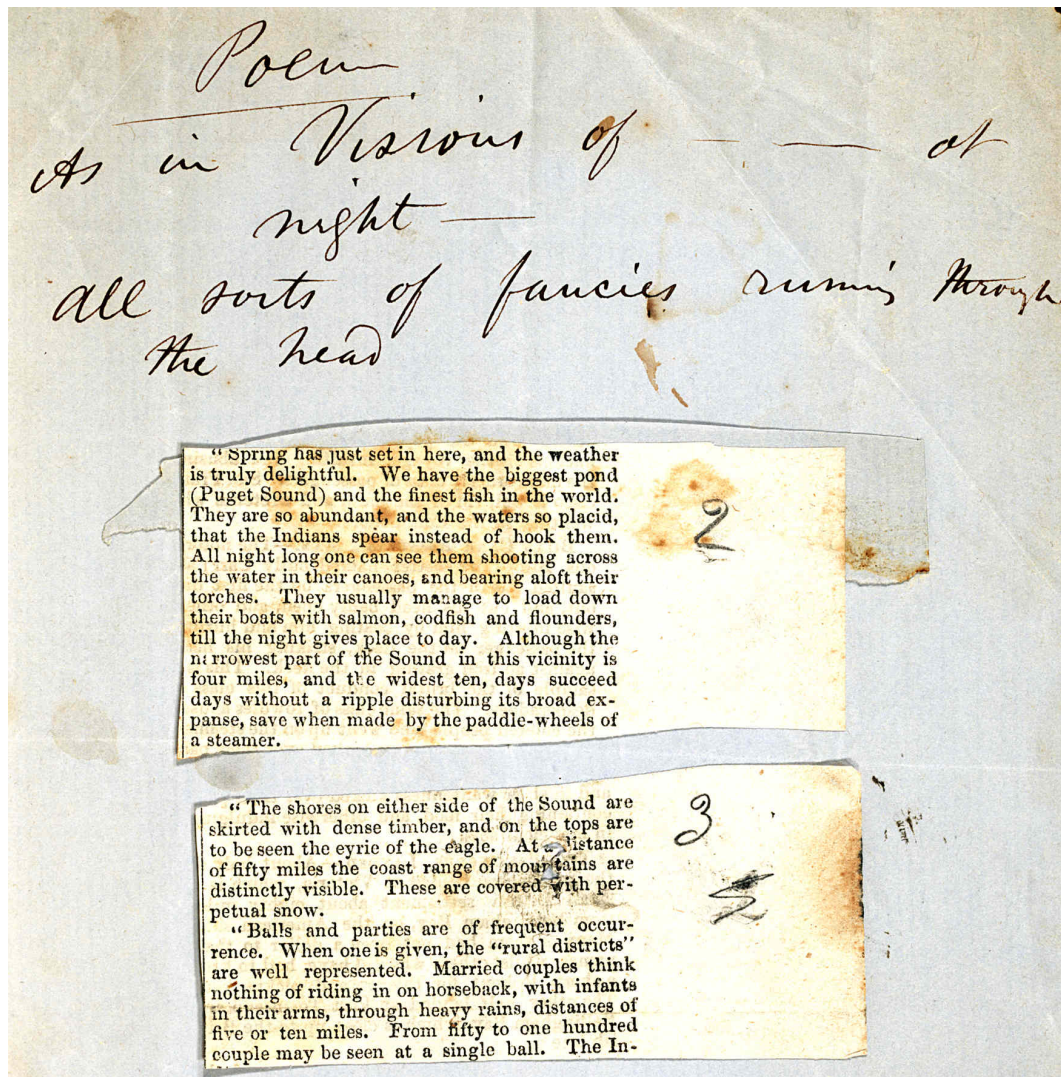 Poem
As in Visions of — — at
night —
All sorts of fancies runing through
the head
"Spring has just set in here, and the weather
is truly delightful. We have the biggest pond
(Puget Sound) and the finest fish in the world.
They are so abundant, and the waters so placid,
that the Indians spear instead of hook them.
All night long one can see them shooting across
the water in their canoes, and bearing aloft their
torches. They usually manage to load down
their boats with salmon, codfish and flounders,
till the night gives place to day. Although the
narrowest part of the Sound in this vicinity is
four miles, and the widest ten, days succeed
days without a ripple disturbing its broad ex-
panse, save when made by the paddle-wheels of
a steamer.
2
"The shores on either side of the Sound are
skirted with dense timber, and on the tops are
to be seen the eyrie of the eagle. At a distance
of fifty miles the coast range of mountains are
distinctly visible. These are covered with per-
petual snow.
"Balls and parties are of frequent occur-
rence. When one is given, the "rural districts"
are well represented. Married couples think
nothing of riding in on horseback, with infants
in their arms, through heavy rains, distances of
five or ten miles. From fifty to one hundred
couple may be seen at a single ball. The In-
3